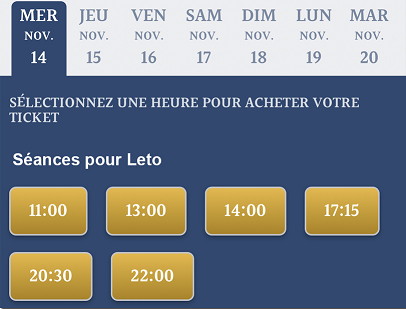 MER JEU VEN SAM DIM LUN MAR
NOV. NOV. NOV. NOV. NOV. NOV. NOV.
14 15 16 17 18 19 20
SÉLECTIONNEZ UNE HEURE POUR ACHETER VOTRE
TICKET
Séances pour Leto
11:00 13:00 14:00 17:15
20:30 22:00